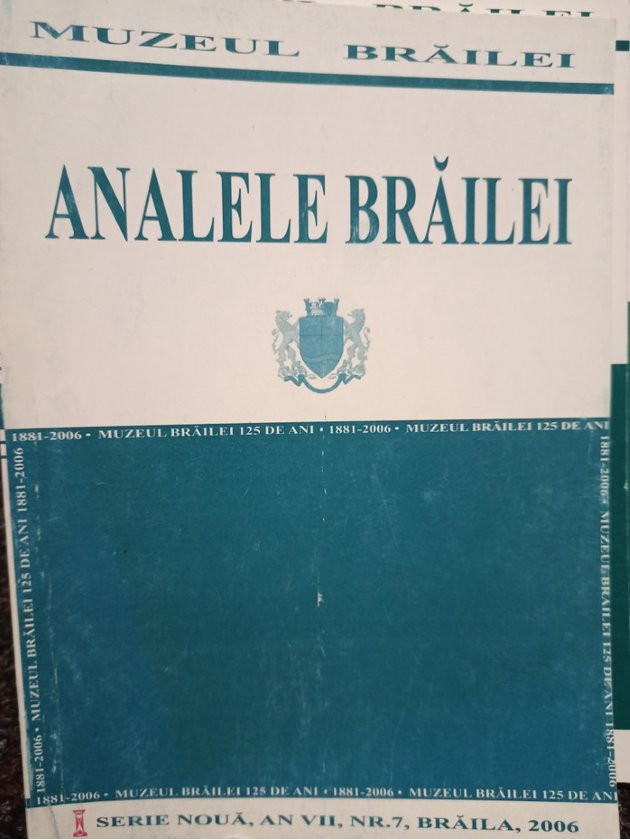 BRĂILEI
MUZEUL BRĂILEI
ANALELE BRĂILEI
1881-2006 • MUZEUL BRĂILEI 125 DE ANI • 1881-2006 • MUZEUL BRĂILEI 125 DE ANI
1881-2006 • MUZEUL BRĂILEI 125 DE ANI 1881-2006
1881-2006 • MUZEUL BRĂILEI 125 DE ANI 1881-2006
1881-2006 • MUZEUL BRĂILEI 125 DE ANI • 1881-2006 • MUZEUL BRĂILEI 125 DE ANI
SERIE NOUĂ, AN VII, NR.7, BRĂILA, 2006